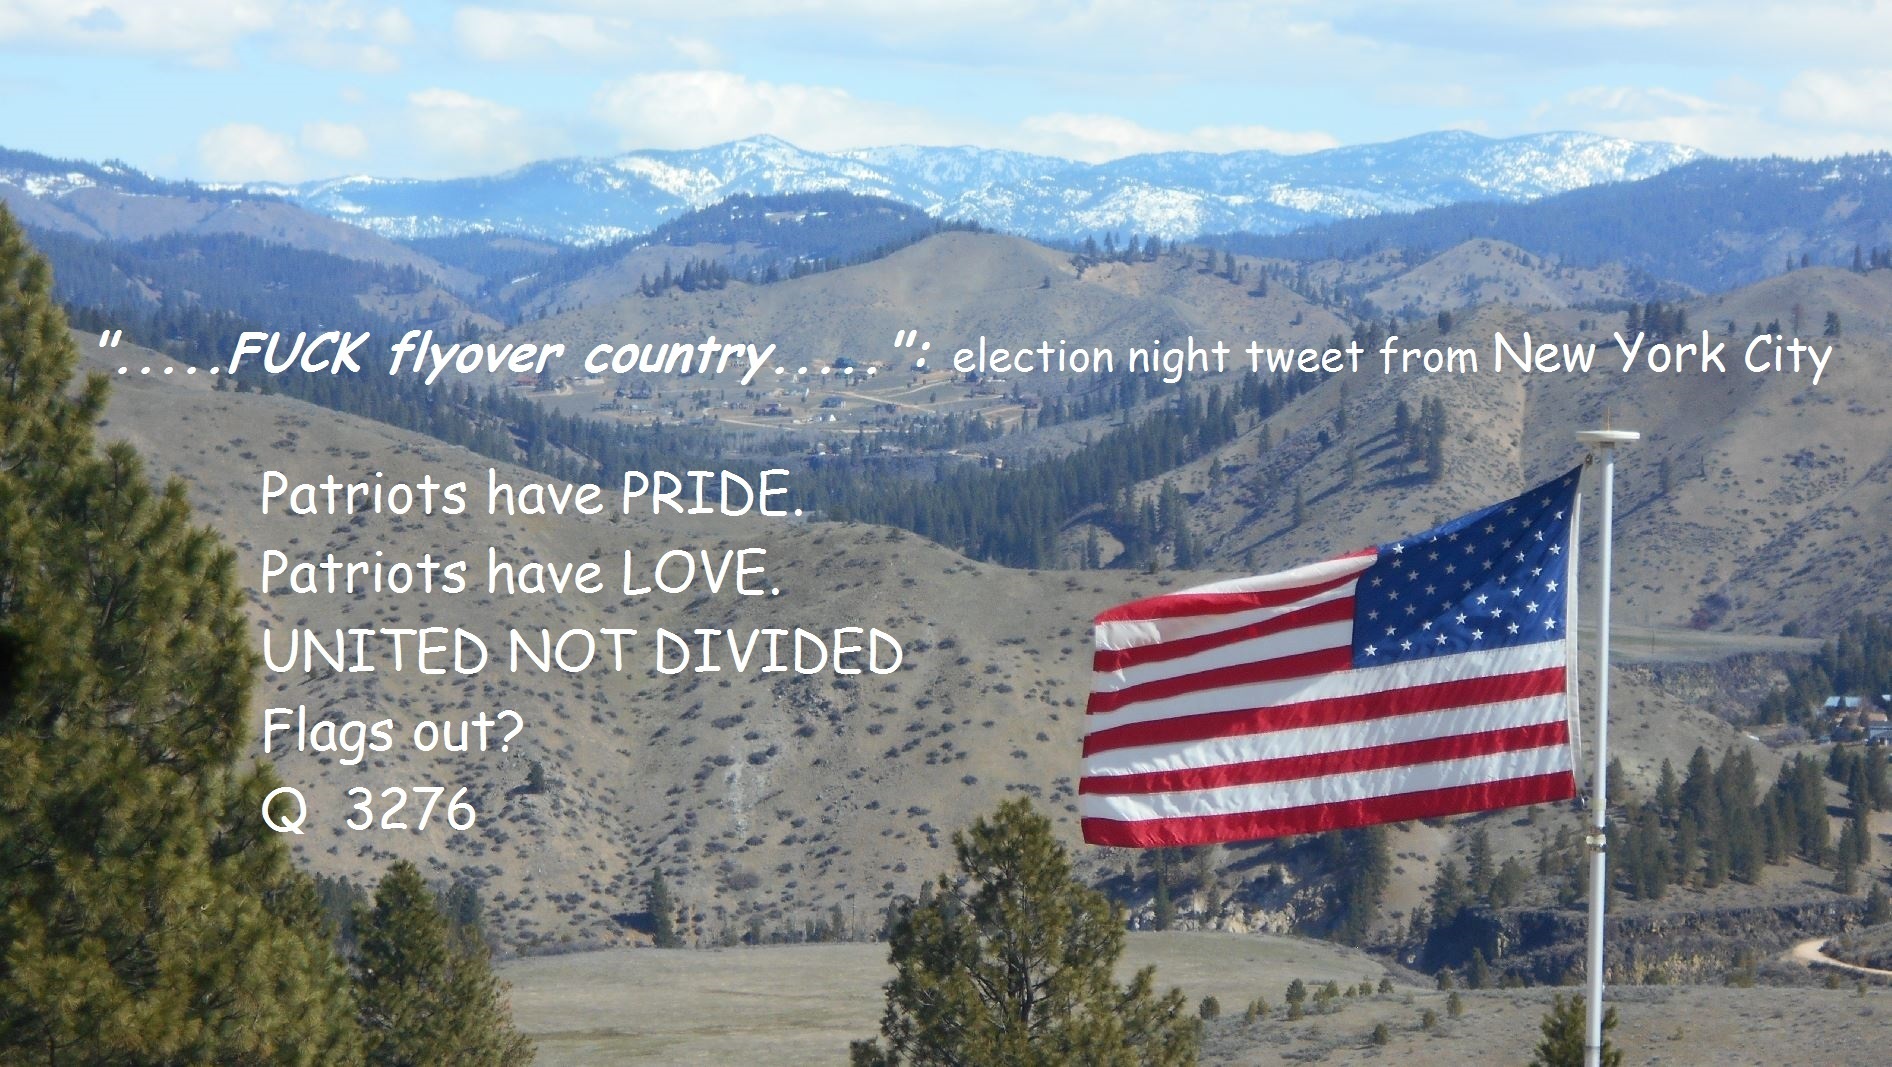 ".....FUCK flyover country.....": election night tweet from New York City
Patriots have PRIDE.
Patriots have LOVE.
UNITED NOT DIVIDED
Flags out?
Q 3276